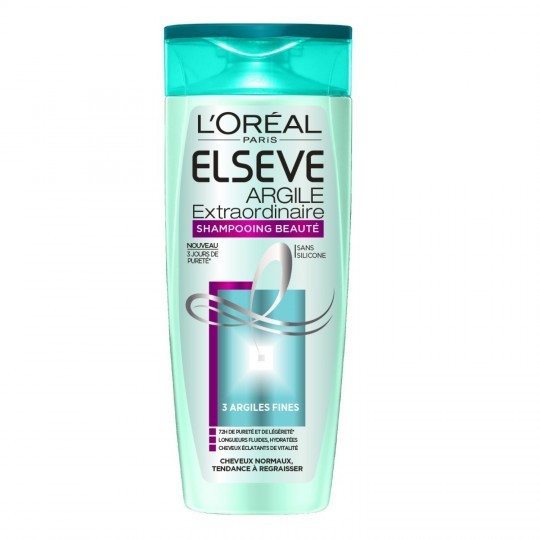 L'ORÉAL
PARIS
ELSEVE
ARGILE
Extraordinaire
SHAMPOOING BEAUTÉ
NOUVEAU
3 JOURS DE
PURETÉ*
SANS
SILICONE
3 ARGILES FINES
72H DE PURETÉ ET DE LÉGÈRETÉ*
LONGUEURS FLUIDES, HYDRATÉES
CHEVEUX ÉCLATANTS DE VITALITÉ
CHEVEUX NORMAUX,
TENDANCE À REGRAISSER